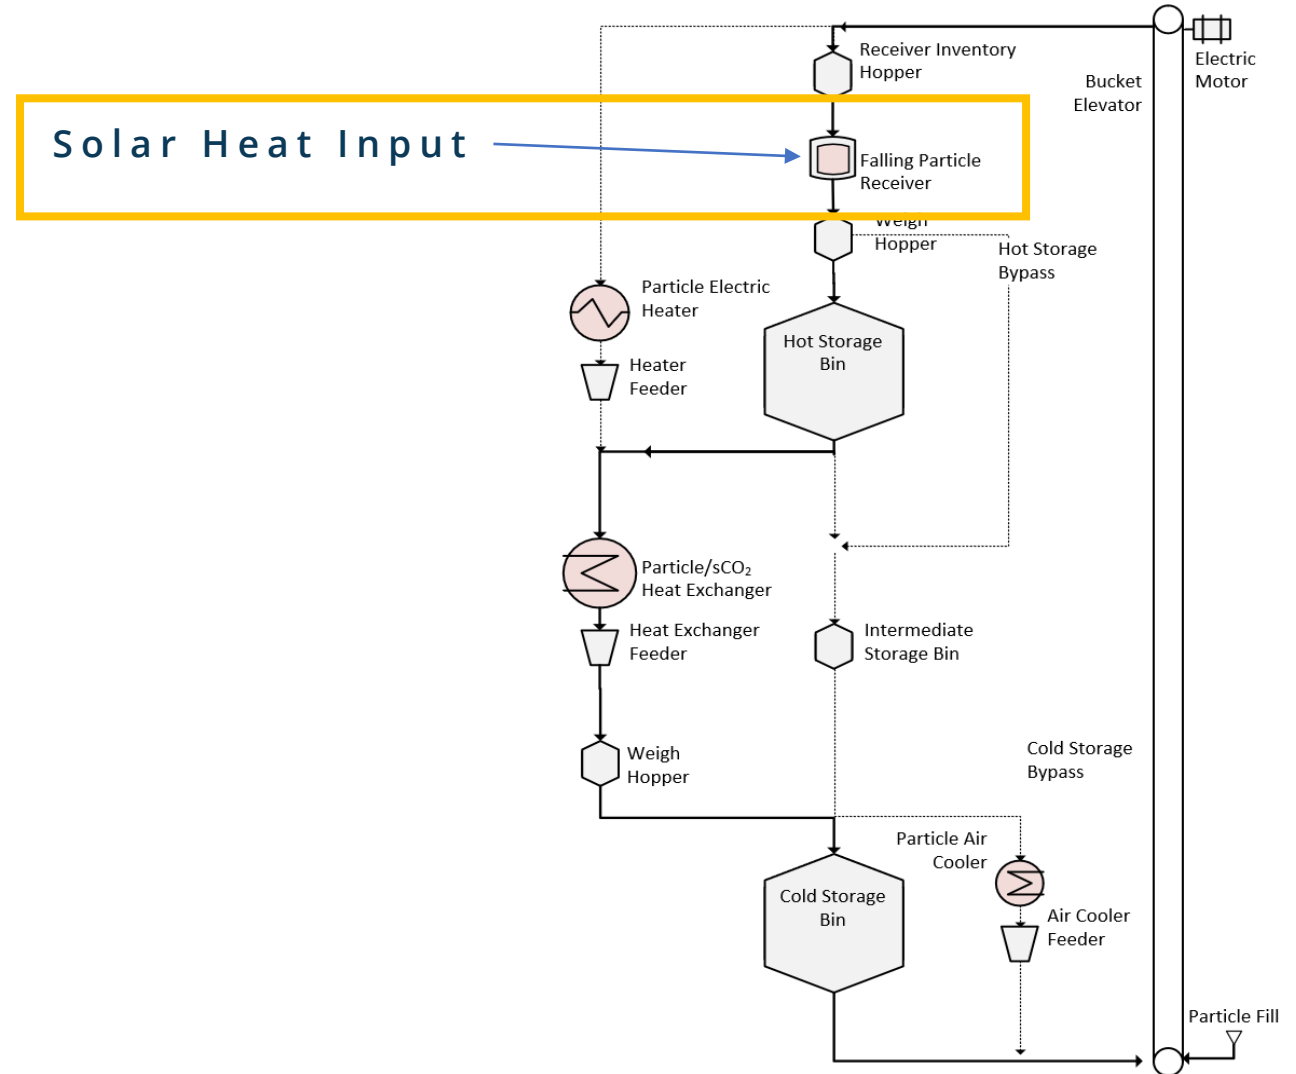 Receiver Inventory
Hopper
Electric
Motor
Bucket
Elevator
Solar Heat Input
Falling Particle
Receiver
Weigh
Hopper
Hot Storage
Bypass
Particle Electric
Heater
Hot Storage
Bin
Heater
Feeder
Particle/sCO₂
Heat Exchanger
Heat Exchanger
Feeder
Intermediate
Storage Bin
Weigh
Hopper
Cold Storage
Bypass
Particle Air
Cooler
Cold Storage
Bin
Air Cooler
Feeder
Particle Fill